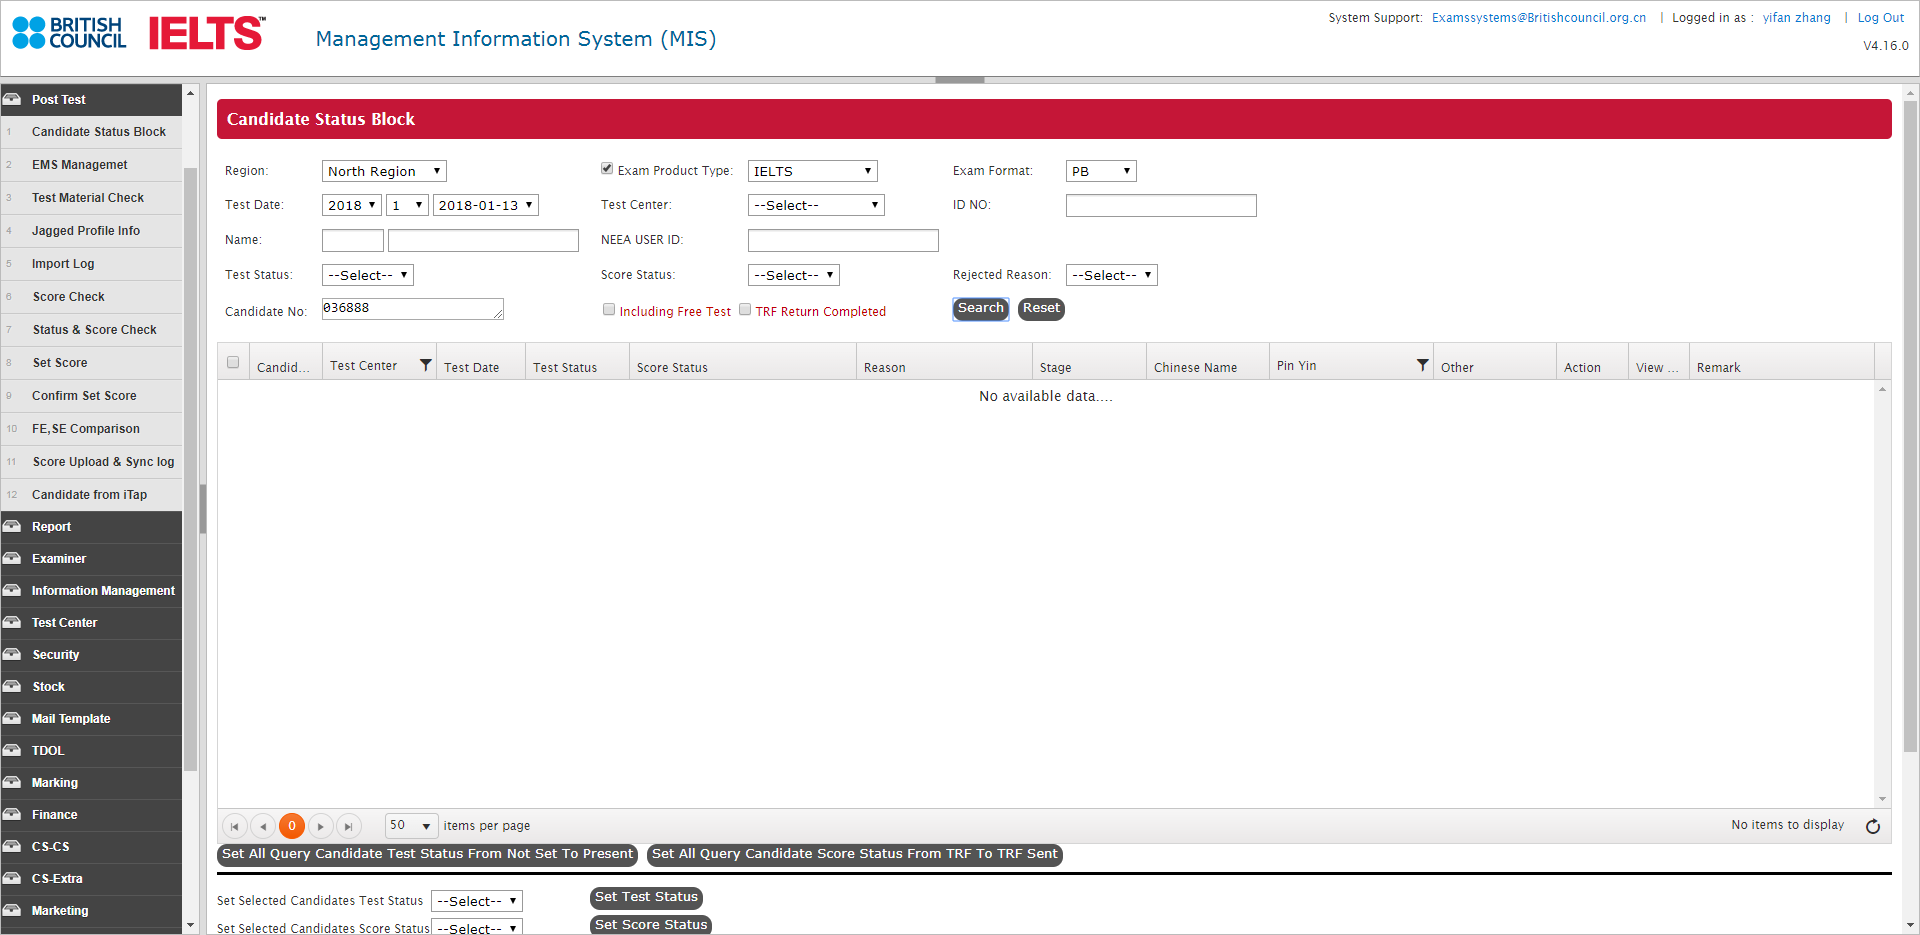 BRITISH COUNCIL IELTS™ Management Information System (MIS)
System Support: Examssystems@Britishcouncil.org.cn | Logged in as : yifan zhang | Log Out
V4.16.0
Post Test
1 Candidate Status Block
2 EMS Managemet
3 Test Material Check
4 Jagged Profile Info
5 Import Log
6 Score Check
7 Status & Score Check
8 Set Score
9 Confirm Set Score
10 FE,SE Comparison
11 Score Upload & Sync log
12 Candidate from iTap
Report
Examiner
Information Management
Test Center
Security
Stock
Mail Template
TDOL
Marking
Finance
CS-CS
CS-Extra
Marketing
Candidate Status Block
Region: North Region Exam Product Type: IELTS Exam Format: PB
Test Date: 2018 1 2018-01-13 Test Center: --Select-- ID NO:
Name: NEEA USER ID:
Test Status: --Select-- Score Status: --Select-- Rejected Reason: --Select--
Candidate No: 036888 Including Free Test TRF Return Completed Search Reset
Candid... Test Center Test Date Test Status Score Status Reason Stage Chinese Name Pin Yin Other Action View ... Remark
No available data....
0 50 items per page No items to display
Set All Query Candidate Test Status From Not Set To Present Set All Query Candidate Score Status From TRF To TRF Sent
Set Selected Candidates Test Status --Select-- Set Test Status
Set Selected Candidates Score Status --Select-- Set Score Status